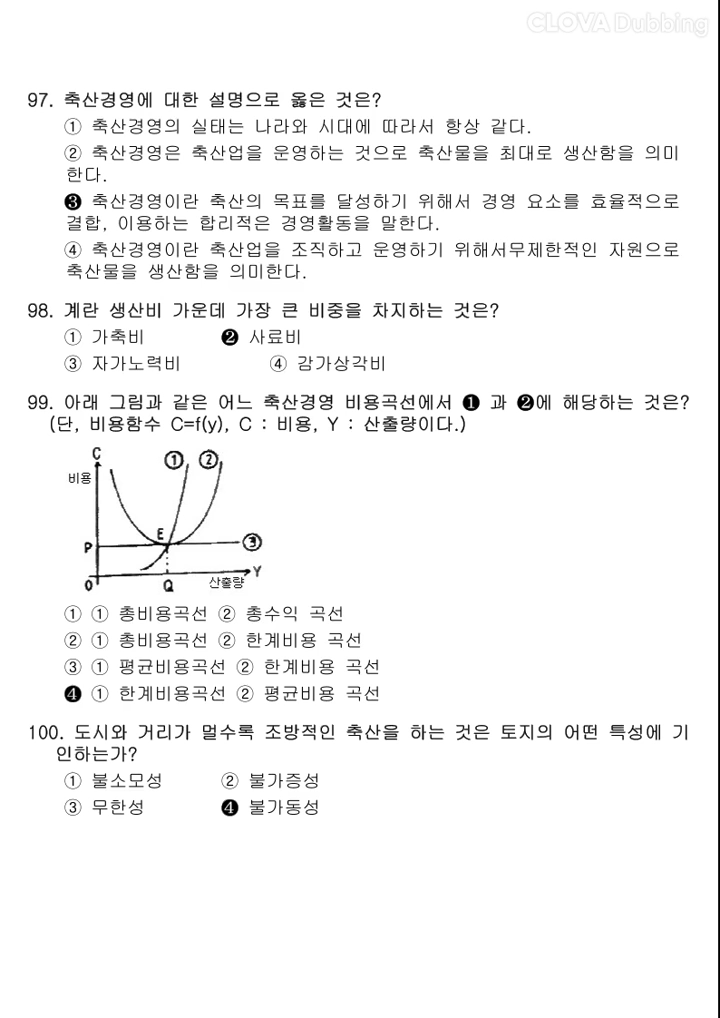 CLOVA Dubbing
97. 축산경영에 대한 설명으로 옳은 것은?
① 축산경영의 실태는 나라와 시대에 따라서 항상 같다.
② 축산경영은 축산업을 운영하는 것으로 축산물을 최대로 생산함을 의미
한다.
❸ 축산경영이란 축산의 목표를 달성하기 위해서 경영 요소를 효율적으로
결합, 이용하는 합리적은 경영활동을 말한다.
④ 축산경영이란 축산업을 조직하고 운영하기 위해서무제한적인 자원으로
축산물을 생산함을 의미한다.
98. 계란 생산비 가운데 가장 큰 비중을 차지하는 것은?
① 가축비 ❷ 사료비
③ 자가노력비 ④ 감가상각비
99. 아래 그림과 같은 어느 축산경영 비용곡선에서 ❶ 과 ❷에 해당하는 것은?
(단, 비용함수 C=f(y), C : 비용, Y : 산출량이다.)
C ① ②
비용
E
P ③
O Q 산출량 Y
① ① 총비용곡선 ② 총수익 곡선
② ① 총비용곡선 ② 한계비용 곡선
③ ① 평균비용곡선 ② 한계비용 곡선
❹ ① 한계비용곡선 ② 평균비용 곡선
100. 도시와 거리가 멀수록 조방적인 축산을 하는 것은 토지의 어떤 특성에 기
인하는가?
① 불소모성 ② 불가증성
③ 무한성 ❹ 불가동성